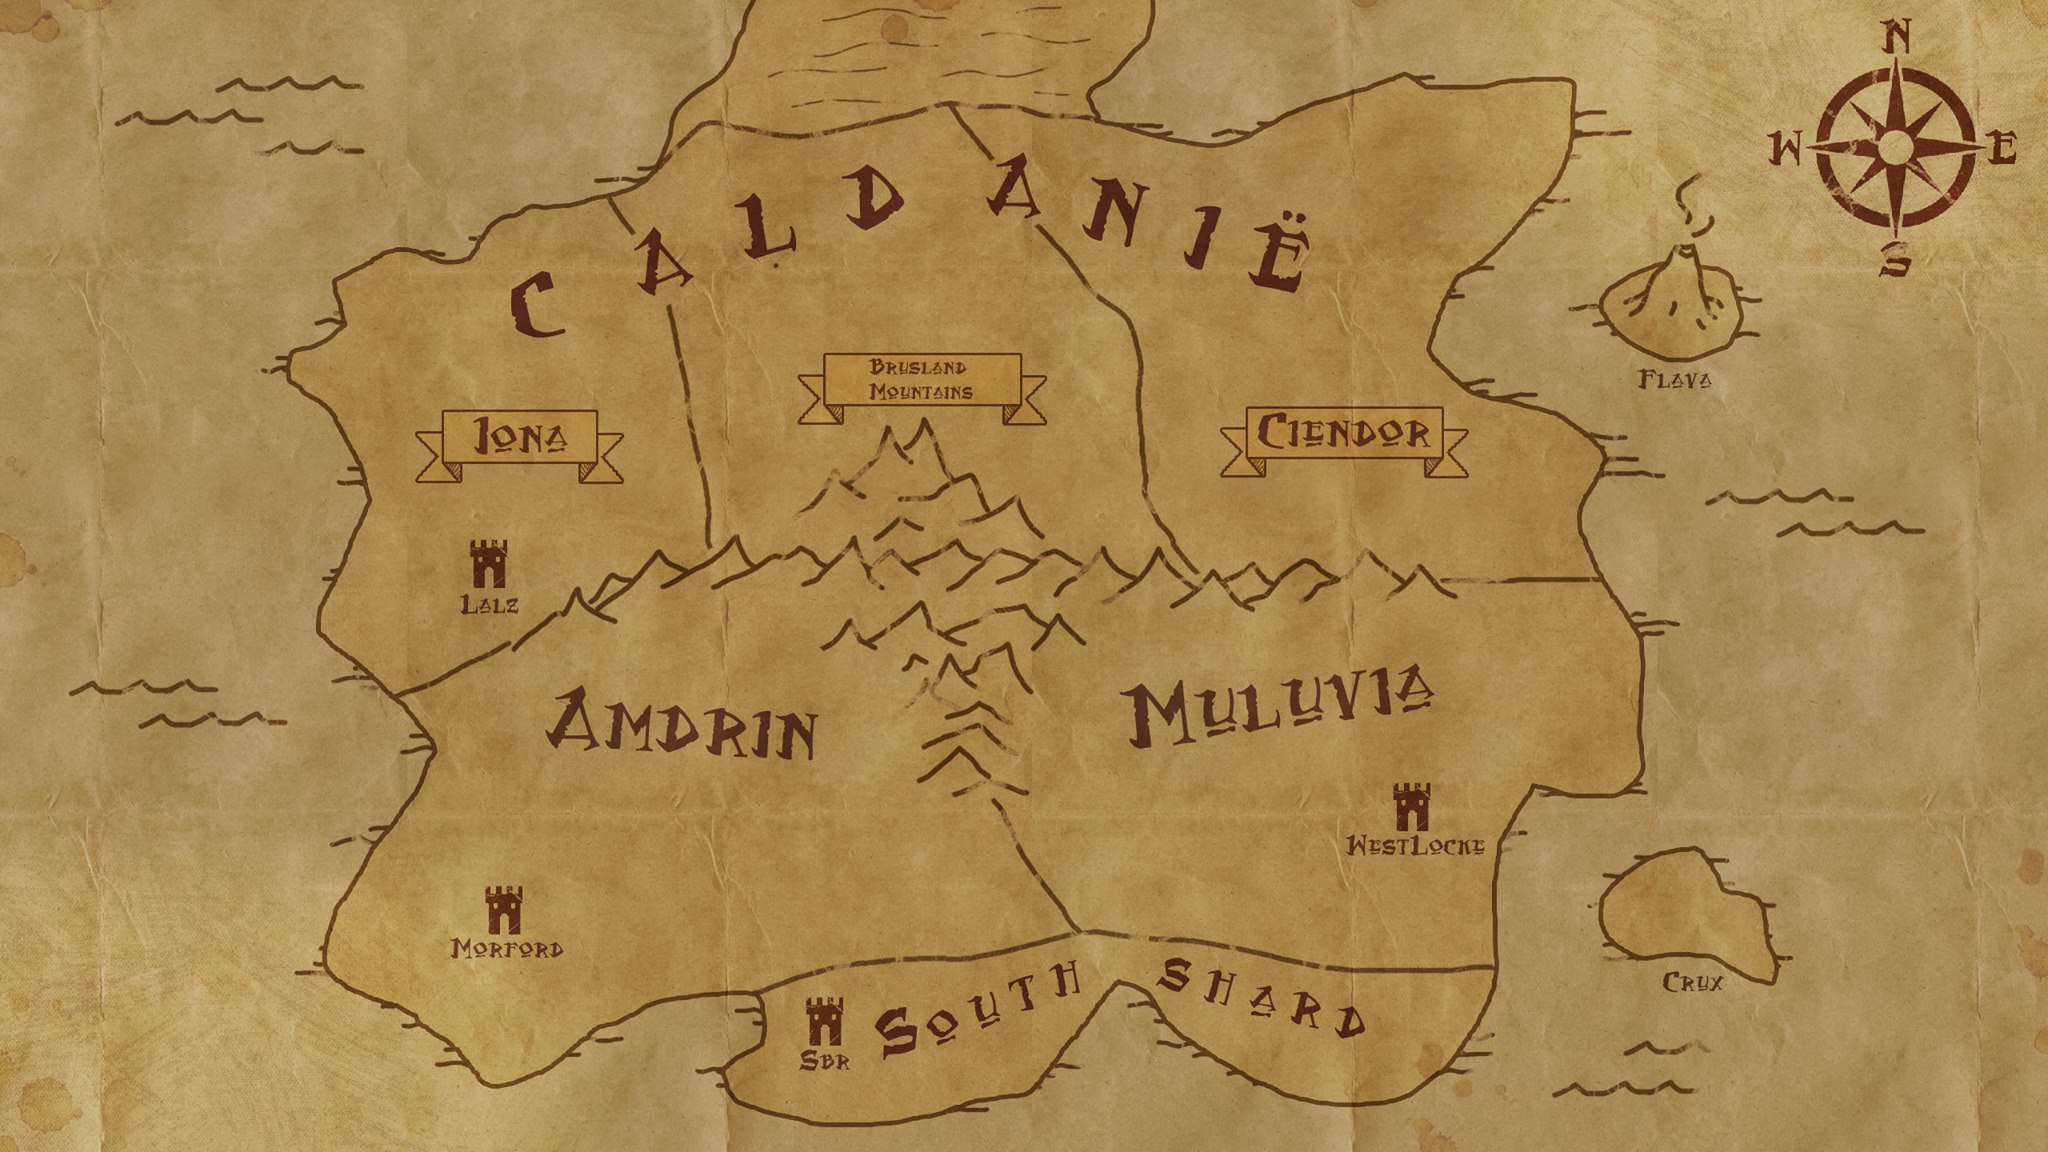 N
W E
S
CALDANIË
Flava
Brusland
Mountains
Iona
Ciendor
Lalz
Amdrin
Muluvia
WestLocke
Morford
South Shard
Crux
Sbr